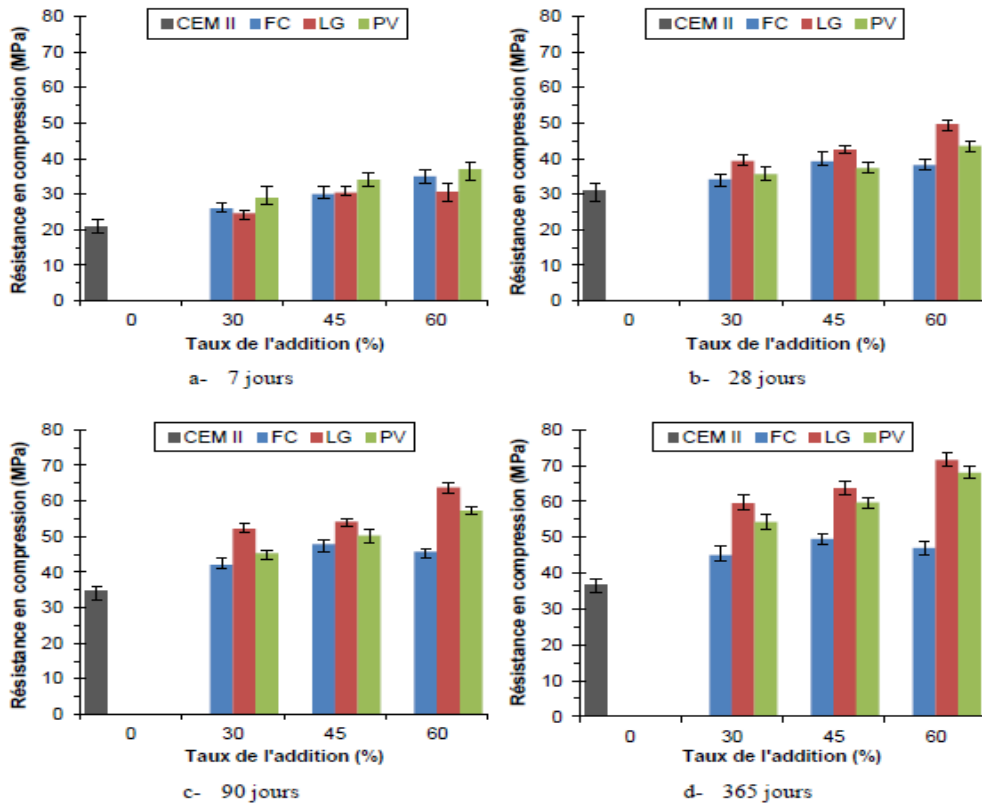 CEM II FC LG PV
Résistance en compression (MPa)
80
70
60
50
40
30
20
10
0
0 30 45 60
Taux de l'addition (%)
a- 7 jours
CEM II FC LG PV
Résistance en compression (MPa)
80
70
60
50
40
30
20
10
0
0 30 45 60
Taux de l'addition (%)
b- 28 jours
CEM II FC LG PV
Résistance en compression (MPa)
80
70
60
50
40
30
20
10
0
0 30 45 60
Taux de l'addition (%)
c- 90 jours
CEM II FC LG PV
Résistance en compression (MPa)
80
70
60
50
40
30
20
10
0
0 30 45 60
Taux de l'addition (%)
d- 365 jours